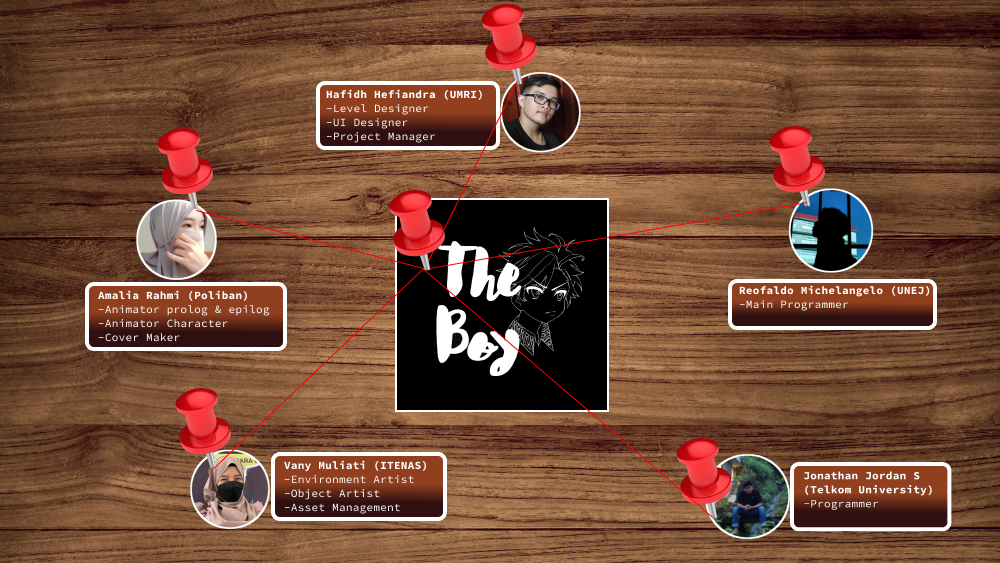 Hafidh Hefiandra (UMRI)
-Level Designer
-UI Designer
-Project Manager
Amalia Rahmi (Poliban)
-Animator prolog & epilog
-Animator Character
-Cover Maker
The
Boy
Reofaldo Michelangelo (UNEJ)
-Main Programmer
Vany Muliati (ITENAS)
-Environment Artist
-Object Artist
-Asset Management
Jonathan Jordan S
(Telkom University)
-Programmer